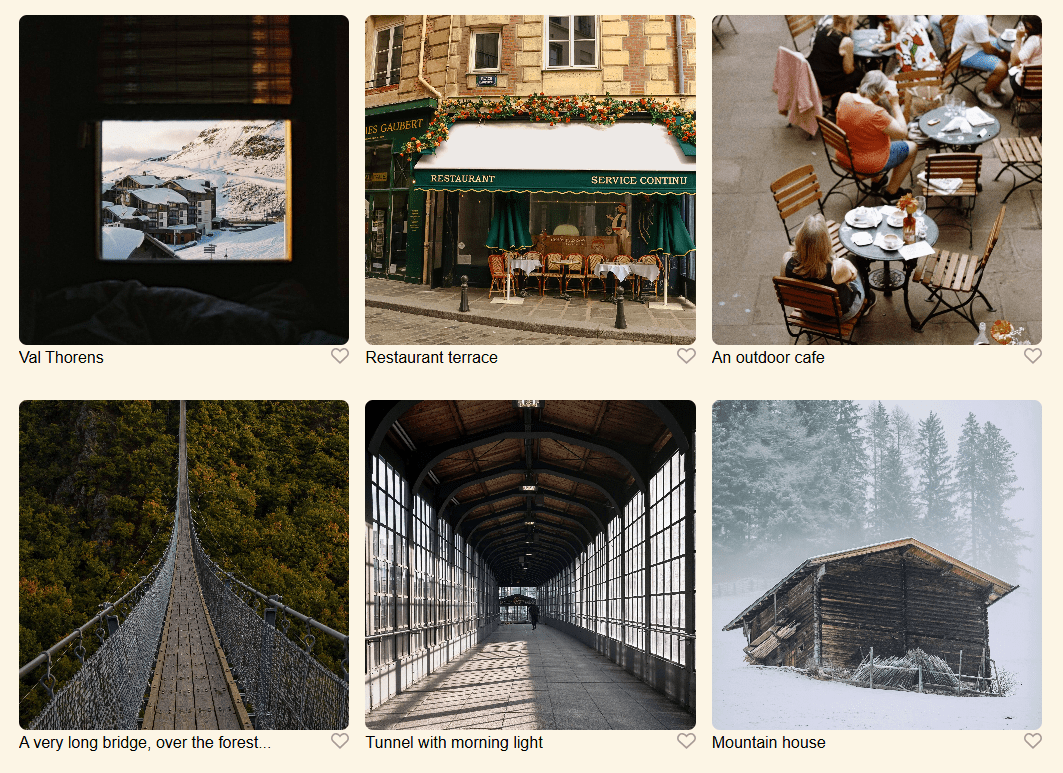 DES GAUBERT
RESTAURANT
SERVICE CONTINU
Val Thorens
Restaurant terrace
An outdoor cafe
A very long bridge, over the forest...
Tunnel with morning light
Mountain house